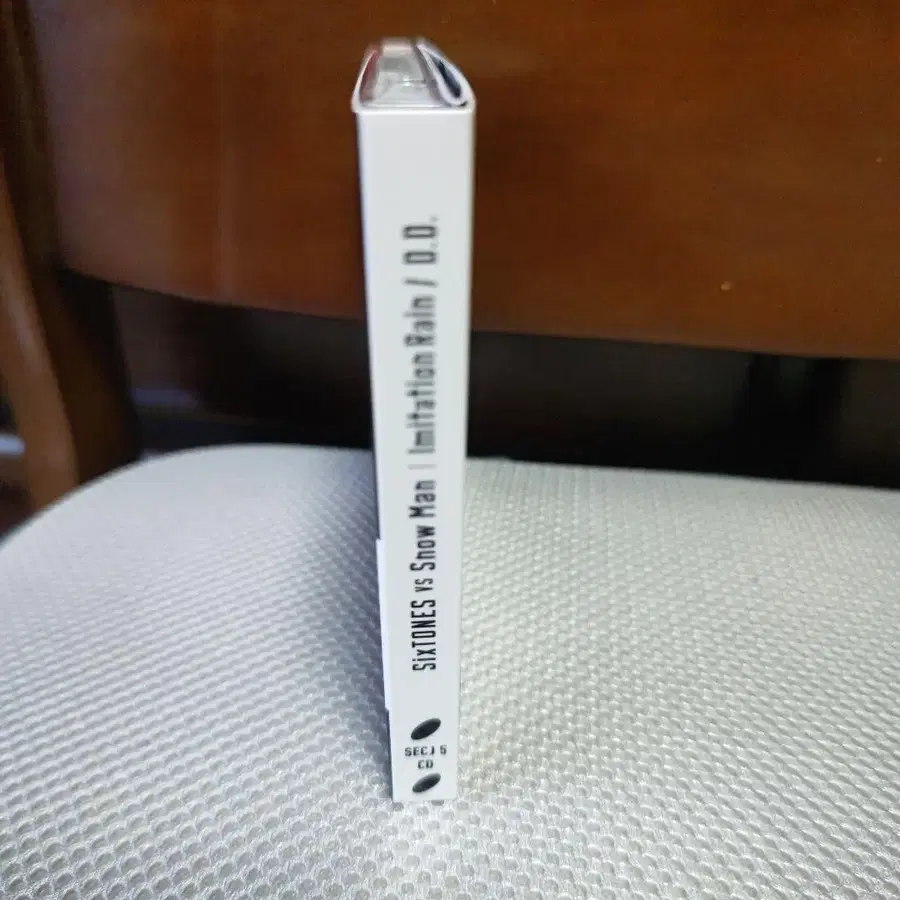 SixTONES vs Snow Man | Imitation Rain / D.D.
SECJ 5
CD